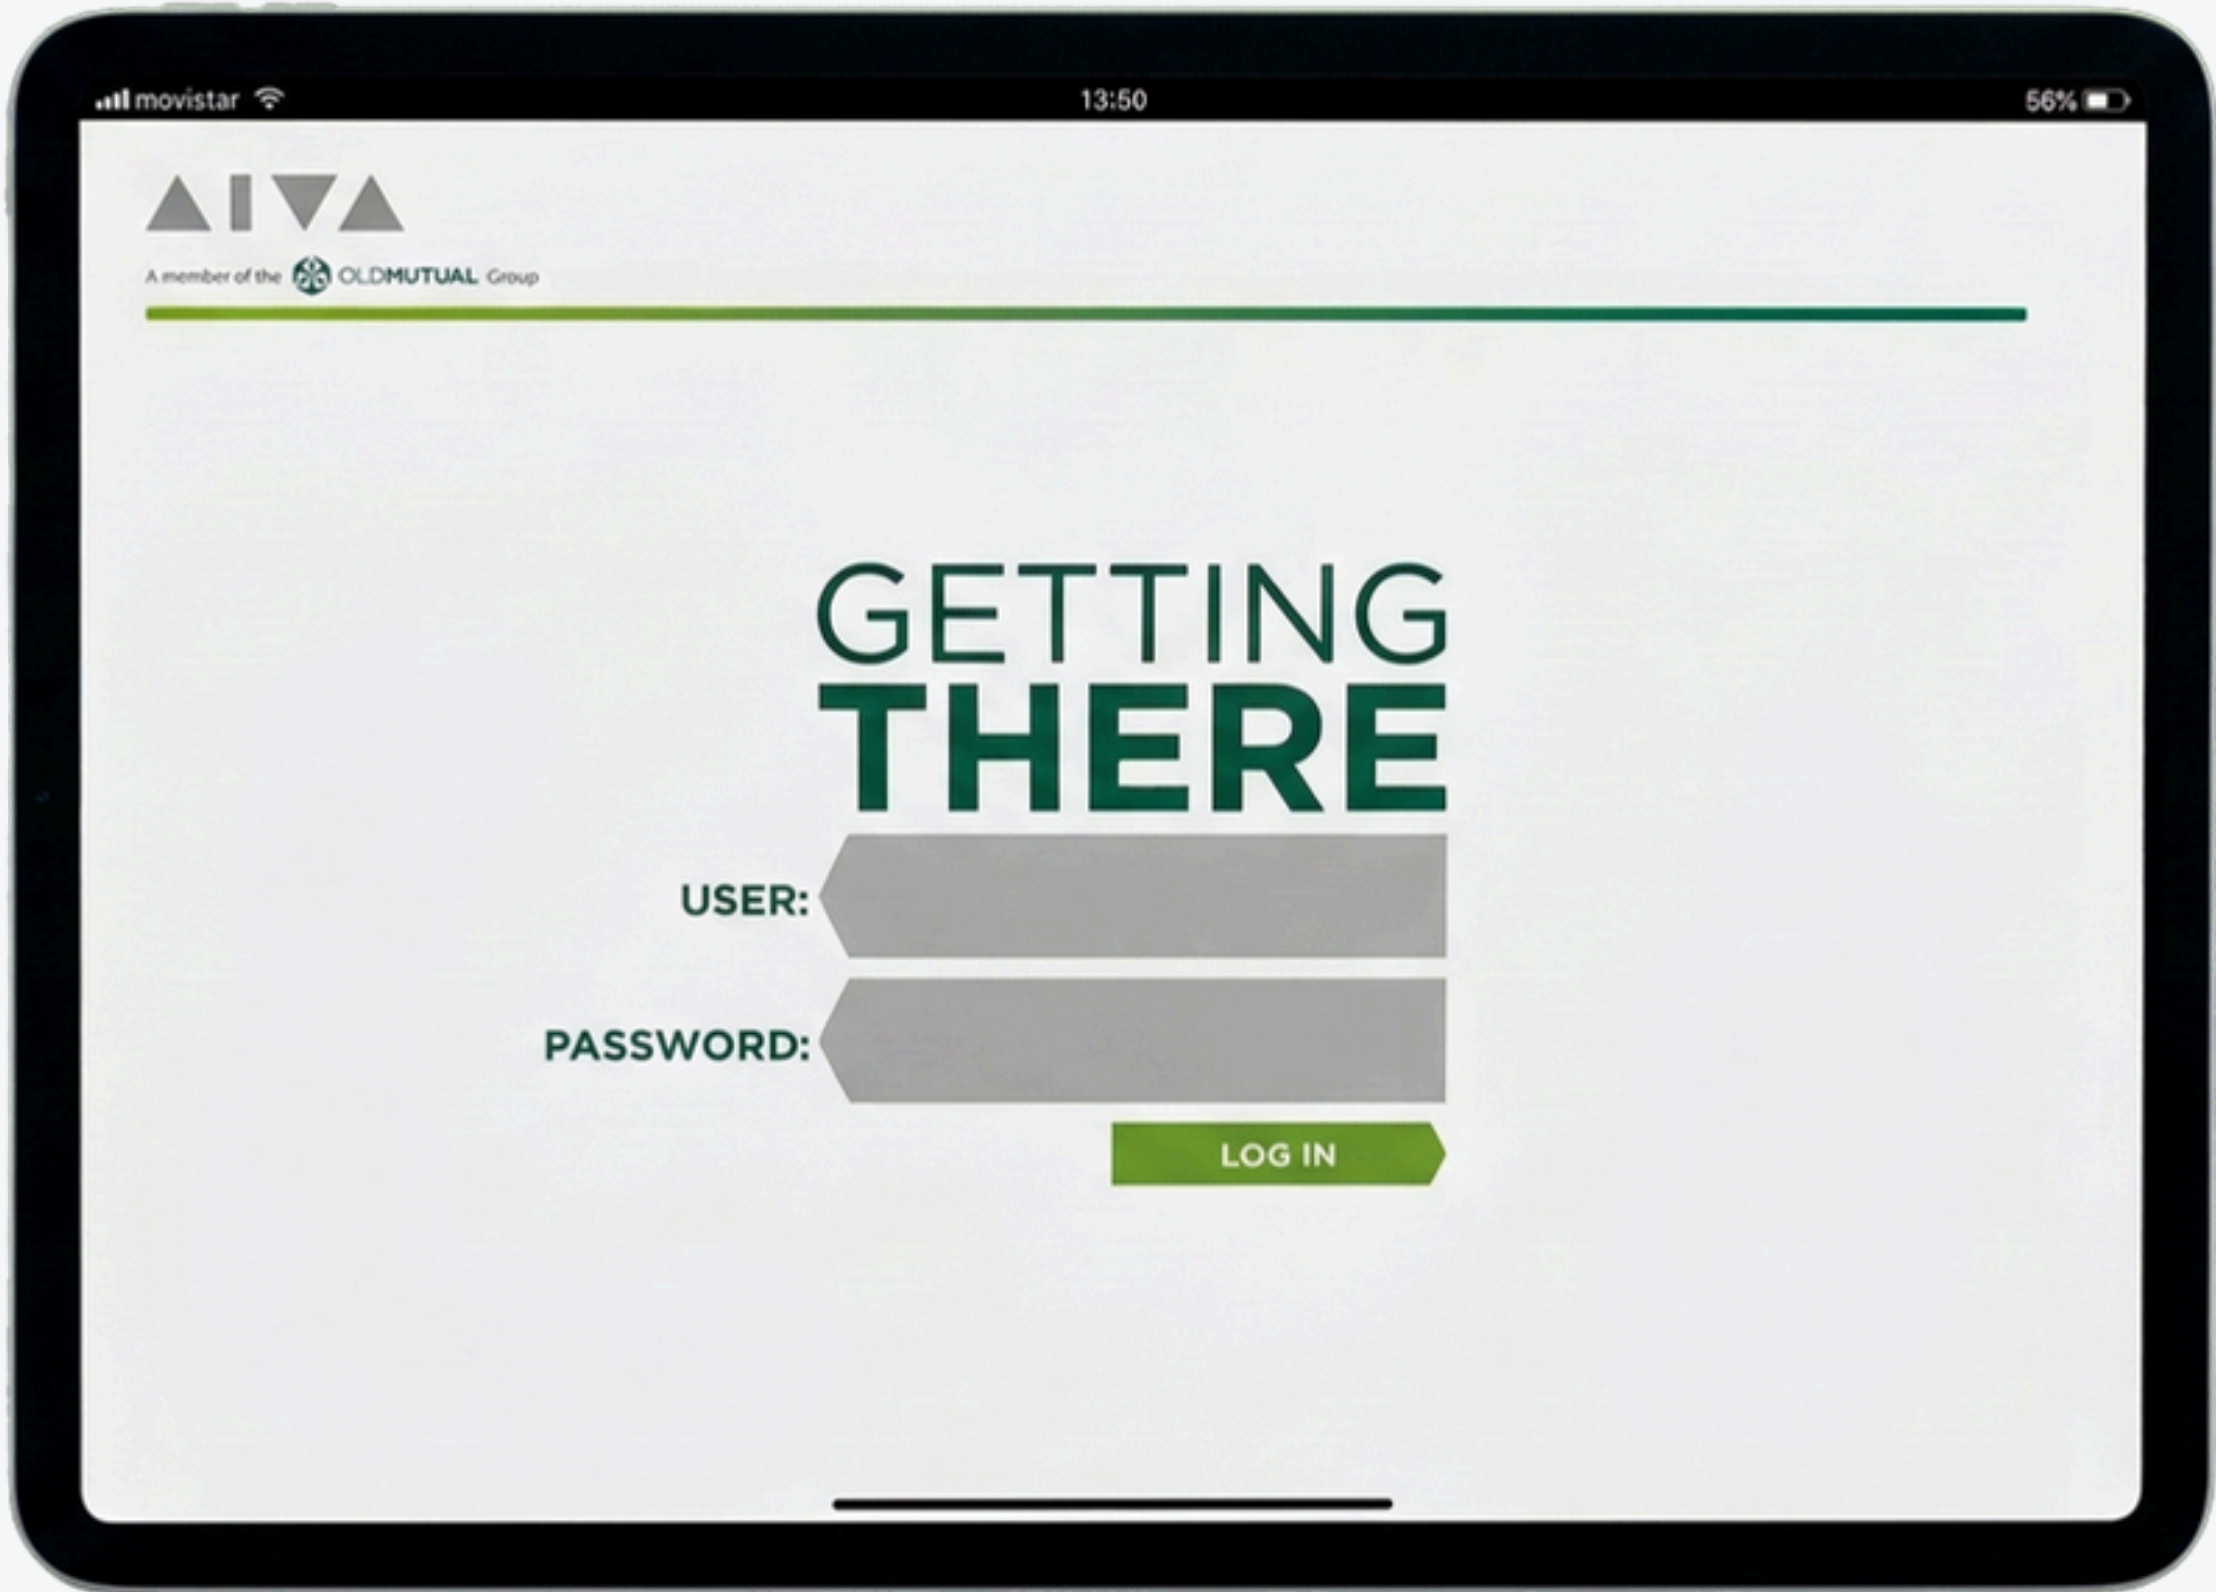 movistar
13:50
56%
AIVA
A member of the OLDMUTUAL Group
GETTING
THERE
USER:
PASSWORD:
LOG IN